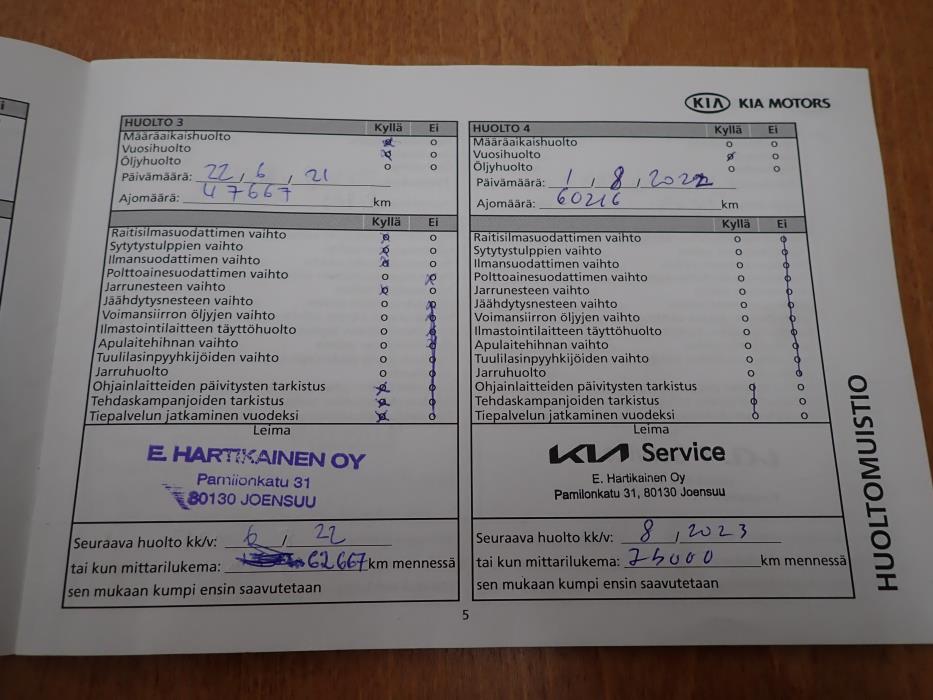 KIA KIA MOTORS
HUOLTO 3 Kyllä Ei
Määräaikaishuolto
Vuosihuolto
Öljyhuolto
Päivämäärä: 22, 6, 21
Ajomäärä: 47667 km
Kyllä Ei
Raitisilmasuodattimen vaihto
Sytytystulppien vaihto
Ilmansuodattimen vaihto
Polttoainesuodattimen vaihto
Jarrunesteen vaihto
Jäähdytysnesteen vaihto
Voimansiirron öljyjen vaihto
Ilmastointilaitteen täyttöhuolto
Apulaitehihnan vaihto
Tuulilasinpyyhkijöiden vaihto
Jarruhuolto
Ohjainlaitteiden päivitysten tarkistus
Tehdaskampanjoiden tarkistus
Tiepalvelun jatkaminen vuodeksi
Leima
E. HARTIKAINEN OY
Pamilonkatu 31
80130 JOENSUU
Seuraava huolto kk/v: 6, 22
tai kun mittarilukema: 62667 km mennessä
sen mukaan kumpi ensin saavutetaan
HUOLTO 4 Kyllä Ei
Määräaikaishuolto
Vuosihuolto
Öljyhuolto
Päivämäärä: 1, 8, 2022
Ajomäärä: 60216 km
Kyllä Ei
Raitisilmasuodattimen vaihto
Sytytystulppien vaihto
Ilmansuodattimen vaihto
Polttoainesuodattimen vaihto
Jarrunesteen vaihto
Jäähdytysnesteen vaihto
Voimansiirron öljyjen vaihto
Ilmastointilaitteen täyttöhuolto
Apulaitehihnan vaihto
Tuulilasinpyyhkijöiden vaihto
Jarruhuolto
Ohjainlaitteiden päivitysten tarkistus
Tehdaskampanjoiden tarkistus
Tiepalvelun jatkaminen vuodeksi
Leima
KIA Service
E. Hartikainen Oy
Pamilonkatu 31, 80130 Joensuu
Seuraava huolto kk/v: 8, 2023
tai kun mittarilukema: 75000 km mennessä
sen mukaan kumpi ensin saavutetaan
HUOLTOMUISTIO
5